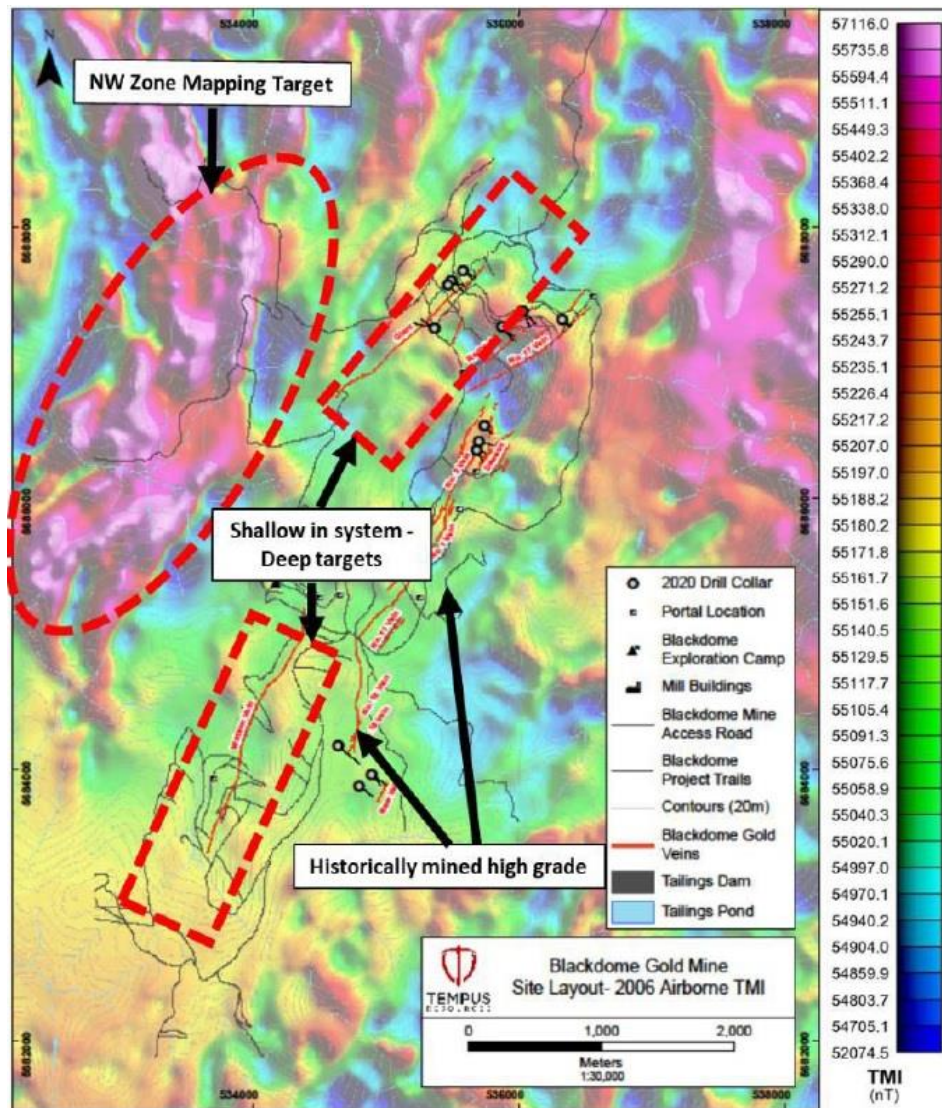 534000
536000
538000
N
NW Zone Mapping Target
Shallow in system -
Deep targets
Historically mined high grade
2020 Drill Collar
Portal Location
Blackdome
Exploration Camp
Mill Buildings
Blackdome Mine
Access Road
Blackdome
Project Trails
Contours (20m)
Blackdome Gold
Veins
Tailings Dam
Tailings Pond
TEMPUS
RESOURCES
Blackdome Gold Mine
Site Layout- 2006 Airborne TMI
0 1,000 2,000
Meters
1:30,000
534000
536000
538000
57116.0
55735.8
55594.4
55511.1
55449.3
55402.2
55368.4
55338.0
55312.1
55290.0
55271.2
55255.1
55243.7
55235.1
55226.4
55217.2
55207.0
55197.0
55188.2
55180.2
55171.8
55161.7
55151.6
55140.5
55129.5
55117.7
55105.4
55091.3
55075.6
55058.9
55040.3
55020.1
54997.0
54970.1
54940.2
54904.0
54859.9
54803.7
54705.1
52074.5
TMI
(nT)